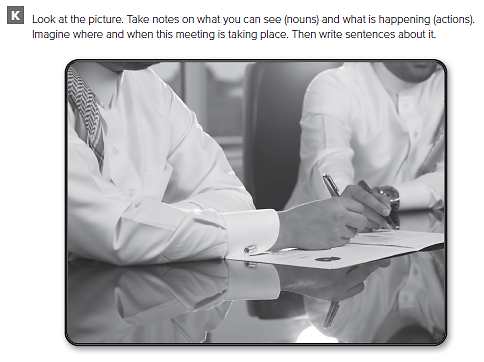 K
Look at the picture. Take notes on what you can see (nouns) and what is happening (actions).
Imagine where and when this meeting is taking place. Then write sentences about it.